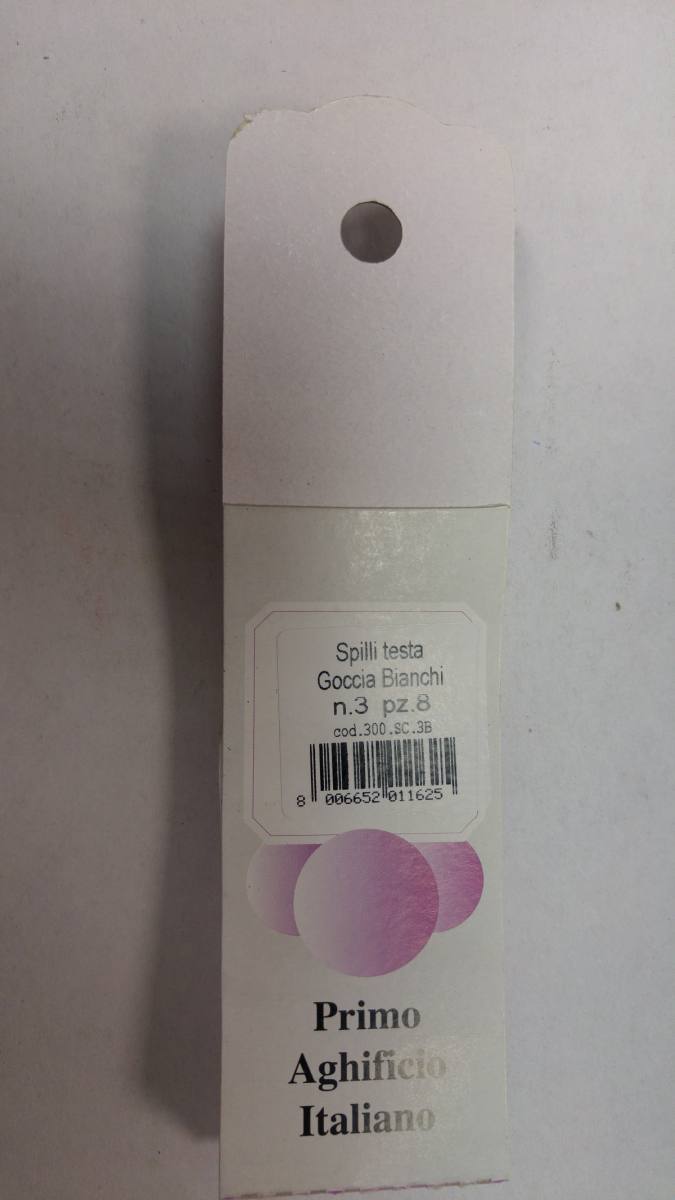 Spilli testa
Goccia Bianchi
n.3 pz.8
cod.300.SC.3B
8 006652 011625
Primo
Aghificio
Italiano